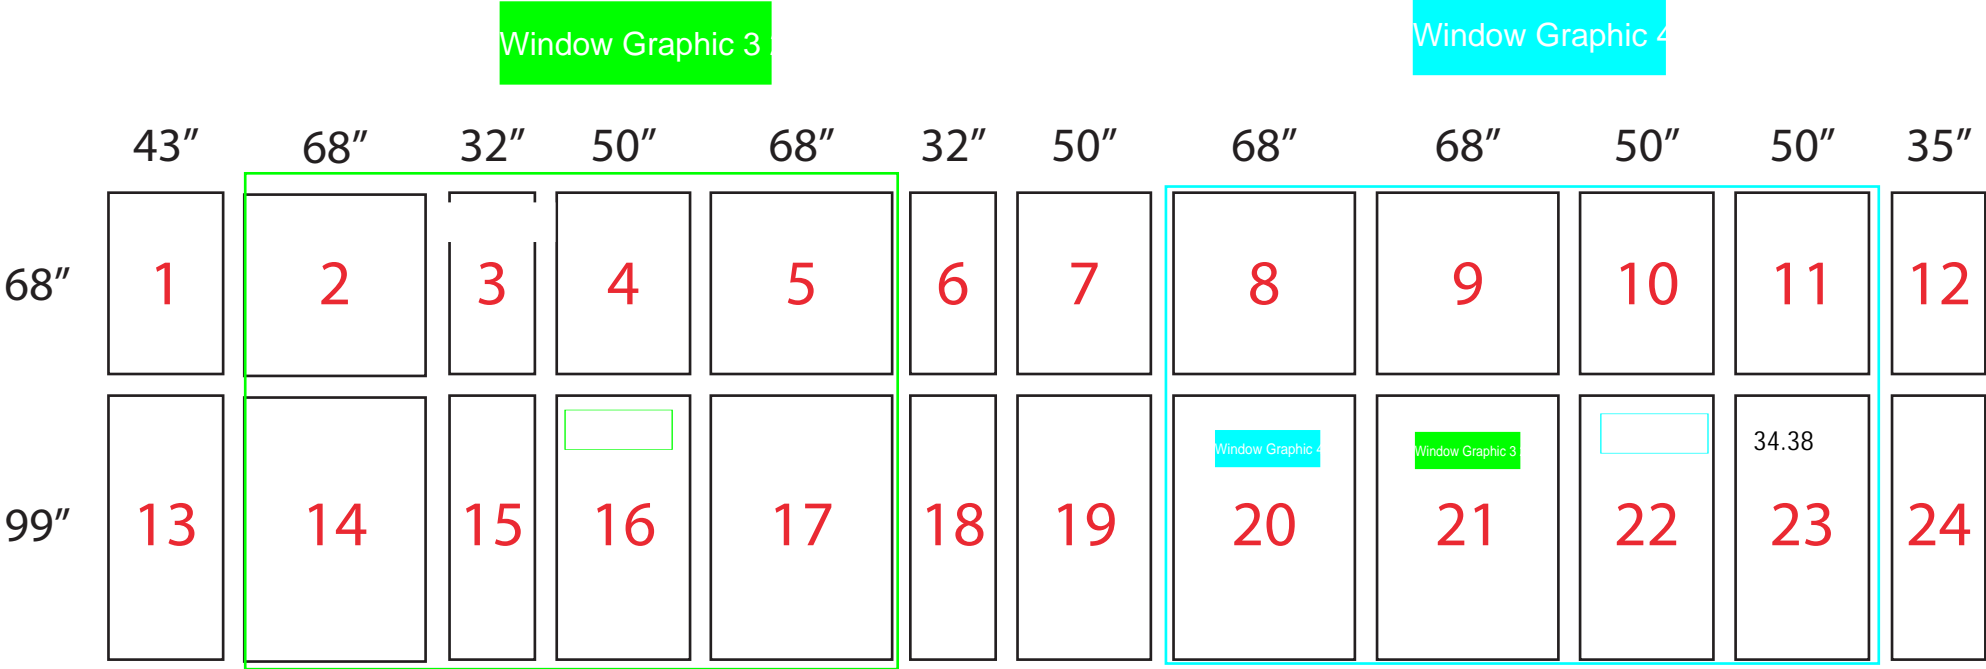 Window Graphic 3
Window Graphic 4
43” 68” 32” 50” 68” 32” 50” 68” 68” 50” 50” 35”
68” 1 2 3 4 5 6 7 8 9 10 11 12
Window Graphic 4 Window Graphic 3 34.38
99” 13 14 15 16 17 18 19 20 21 22 23 24